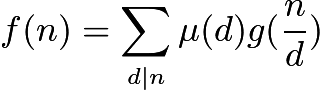 f(n) = \sum_{d|n} \mu(d) g(\frac{n}{d})